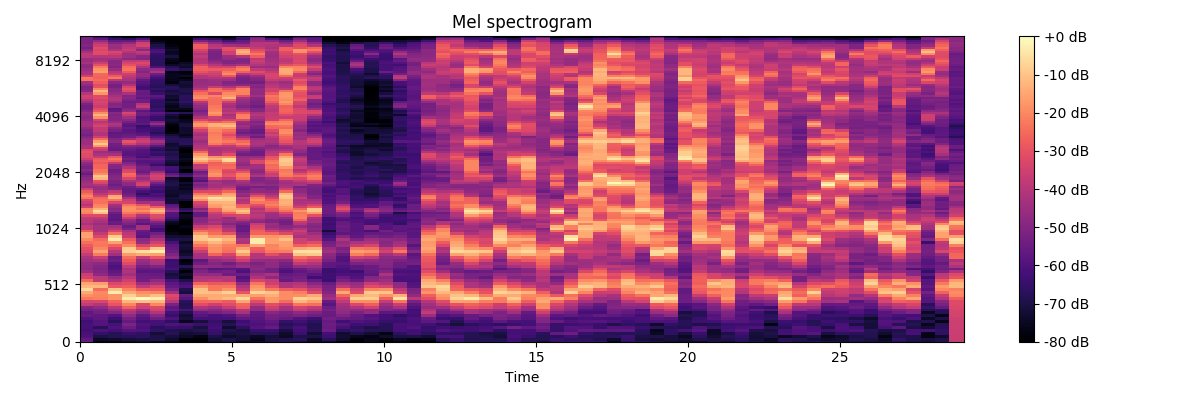 Mel spectrogram
8192
4096
2048
1024
512
0
Hz
0 5 10 15 20 25
Time
+0 dB
-10 dB
-20 dB
-30 dB
-40 dB
-50 dB
-60 dB
-70 dB
-80 dB